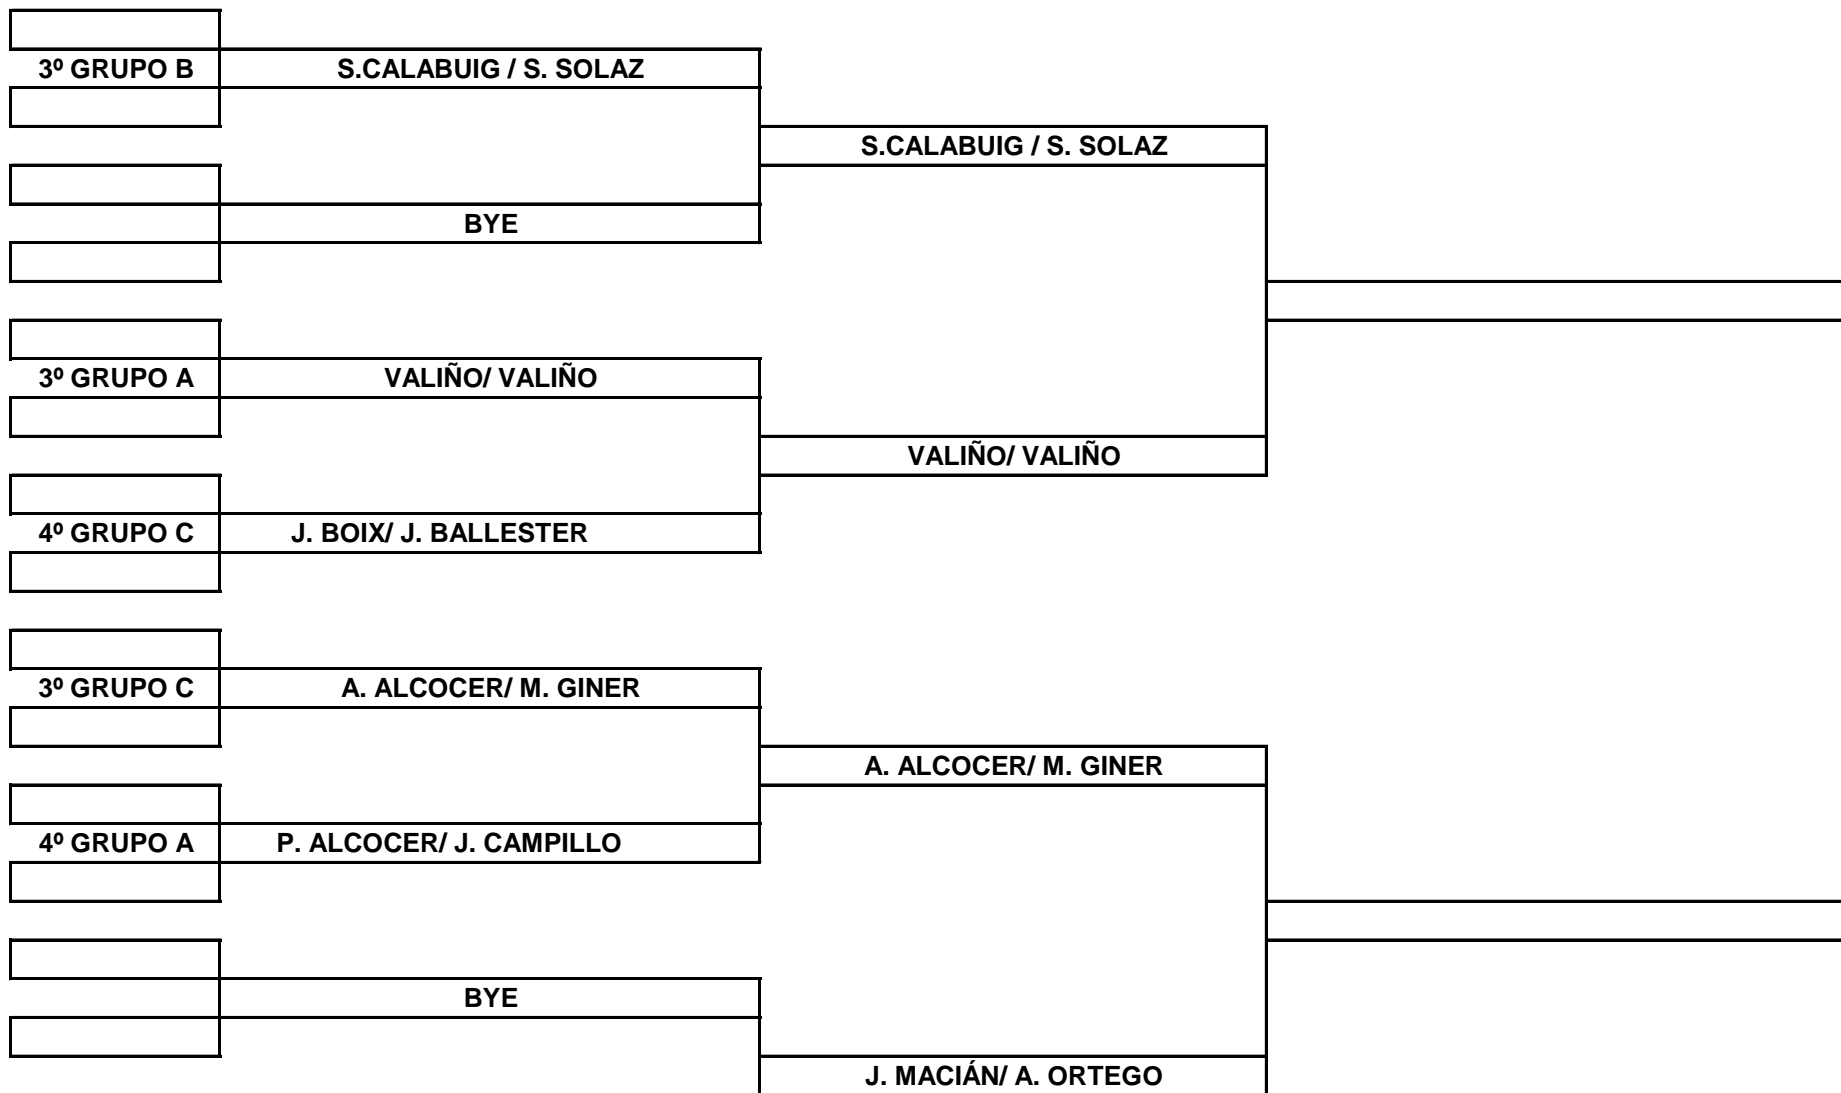 3º GRUPO B S.CALABUIG / S. SOLAZ
S.CALABUIG / S. SOLAZ
BYE
3º GRUPO A VALIÑO/ VALIÑO
VALIÑO/ VALIÑO
4º GRUPO C J. BOIX/ J. BALLESTER
3º GRUPO C A. ALCOCER/ M. GINER
A. ALCOCER/ M. GINER
4º GRUPO A P. ALCOCER/ J. CAMPILLO
BYE
J. MACIÁN/ A. ORTEGO